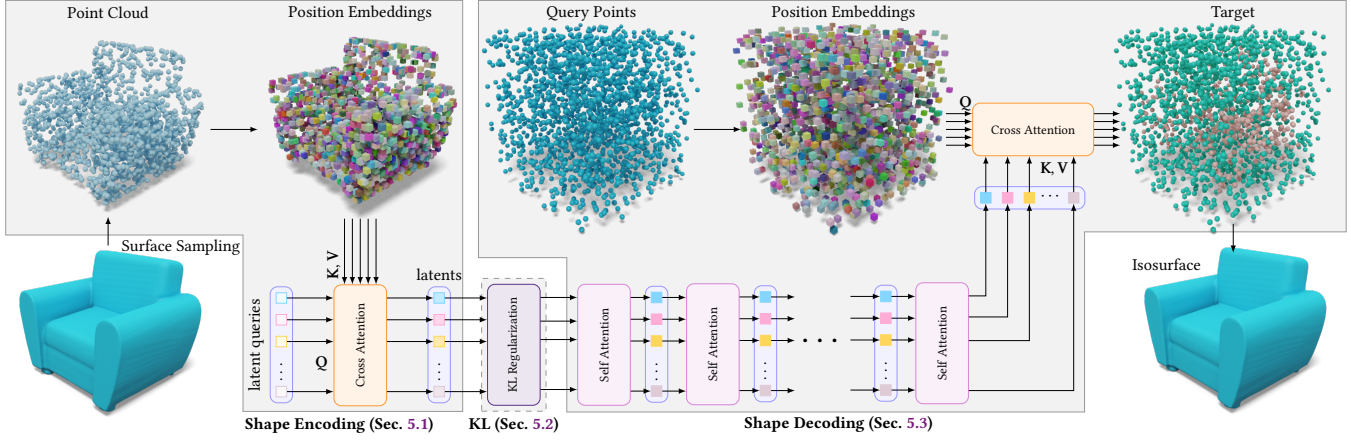 Point Cloud
Position Embeddings
Query Points
Position Embeddings
Target
Surface Sampling
K, V
latent queries
Q
Cross Attention
latents
KL Regularization
Self Attention
Self Attention
· · · ·
Self Attention
Q
Cross Attention
K, V
· · ·
Isosurface
Shape Encoding (Sec. 5.1)
KL (Sec. 5.2)
Shape Decoding (Sec. 5.3)